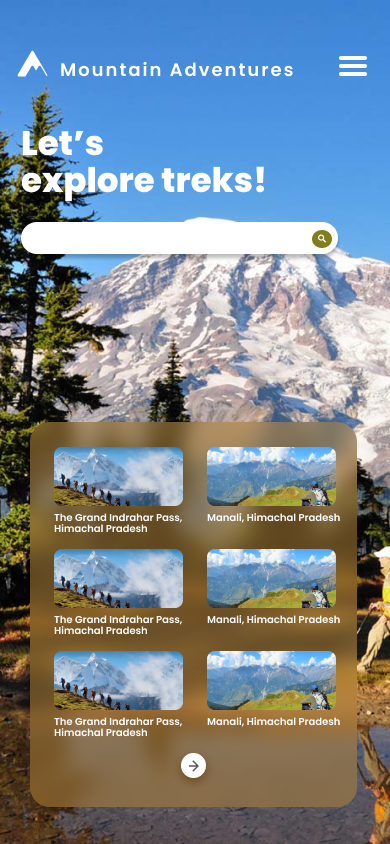 Mountain Adventures
Let's
explore treks!
The Grand Indrahar Pass,
Himachal Pradesh
Manali, Himachal Pradesh
The Grand Indrahar Pass,
Himachal Pradesh
Manali, Himachal Pradesh
The Grand Indrahar Pass,
Himachal Pradesh
Manali, Himachal Pradesh